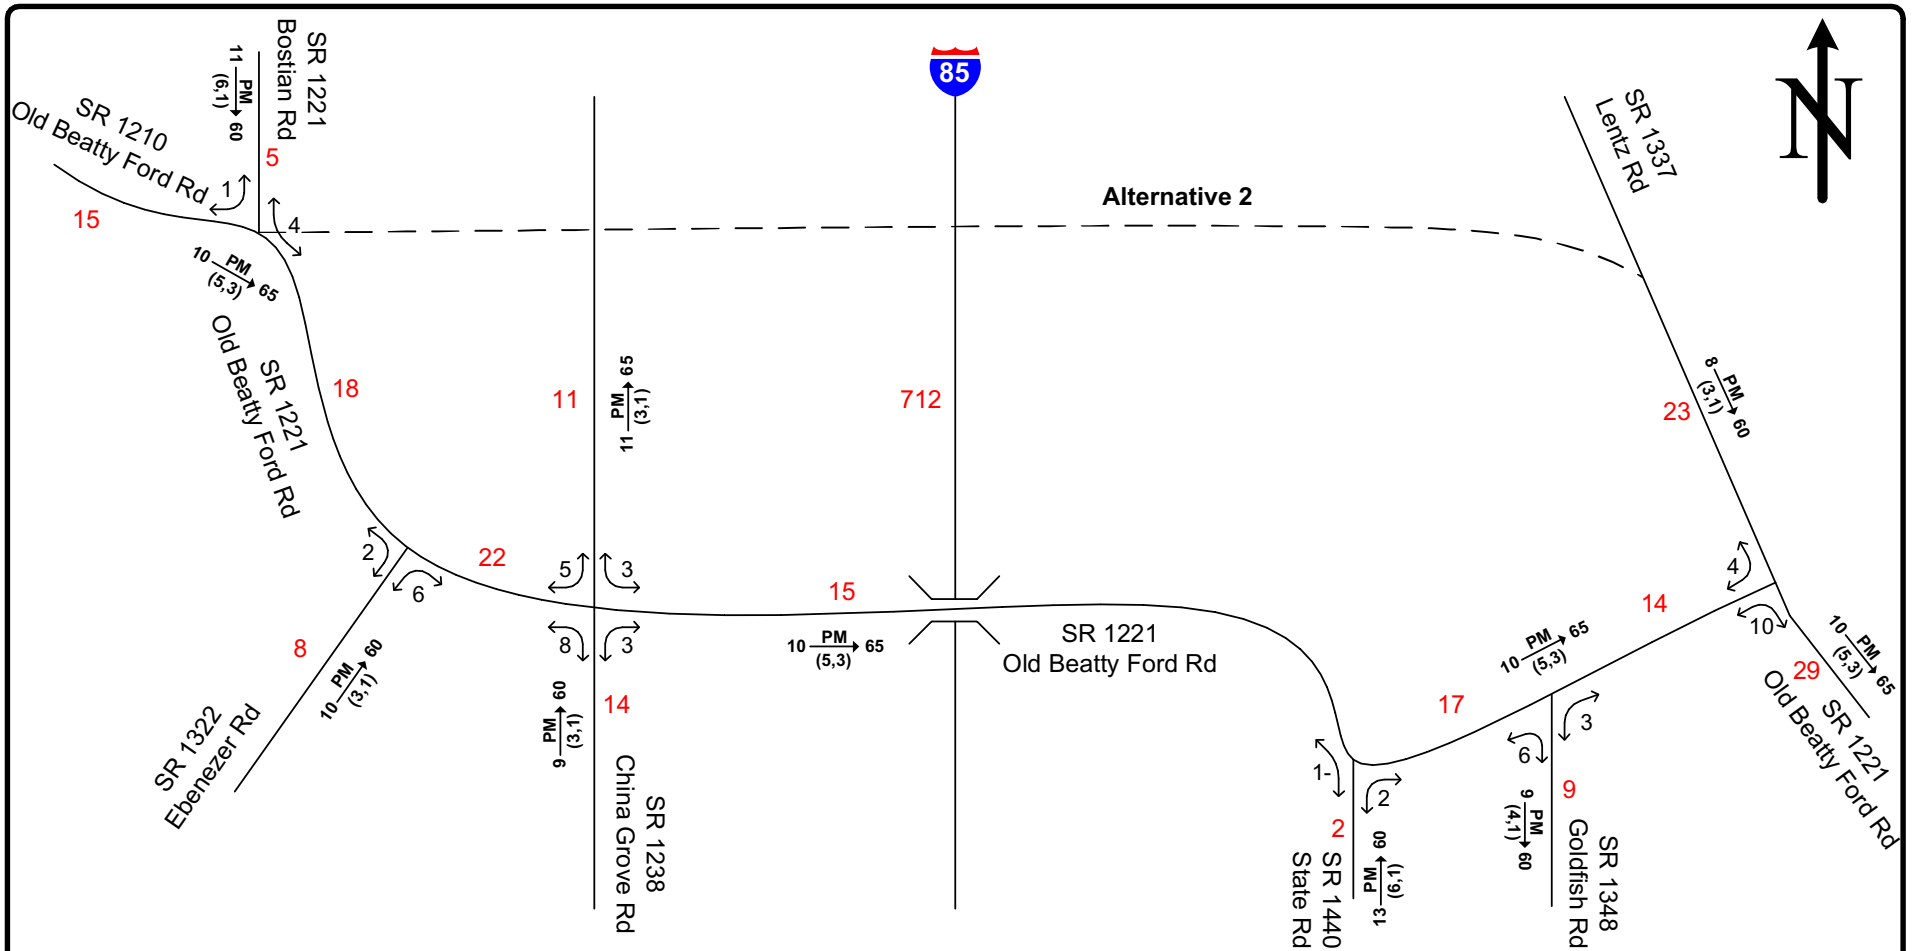 SR 1221
Bostian Rd
11 PM 60
(6,1)
5
SR 1210
Old Beatty Ford Rd
15
1
4
10 PM 65
(5,3)
SR 1221
Old Beatty Ford Rd
18
85
Alternative 2
N
SR 1337
Lentz Rd
11
11 PM 65
(3,1)
712
8 PM 60
(3,1)
23
2
6
22
5
3
8
3
15
10 PM 65
(5,3)
SR 1221
Old Beatty Ford Rd
8
10 PM 60
(3,1)
SR 1322
Ebenezer Rd
9 PM 60
(3,1)
14
SR 1238
China Grove Rd
4
10
14
10 PM 65
(5,3)
17
10 PM 65
(5,3)
29
SR 1221
Old Beatty Ford Rd
1-
2
2
13 PM 60
(6,1)
SR 1440
State Rd
6
3
9
9 PM 60
(4,1)
SR 1348
Goldfish Rd